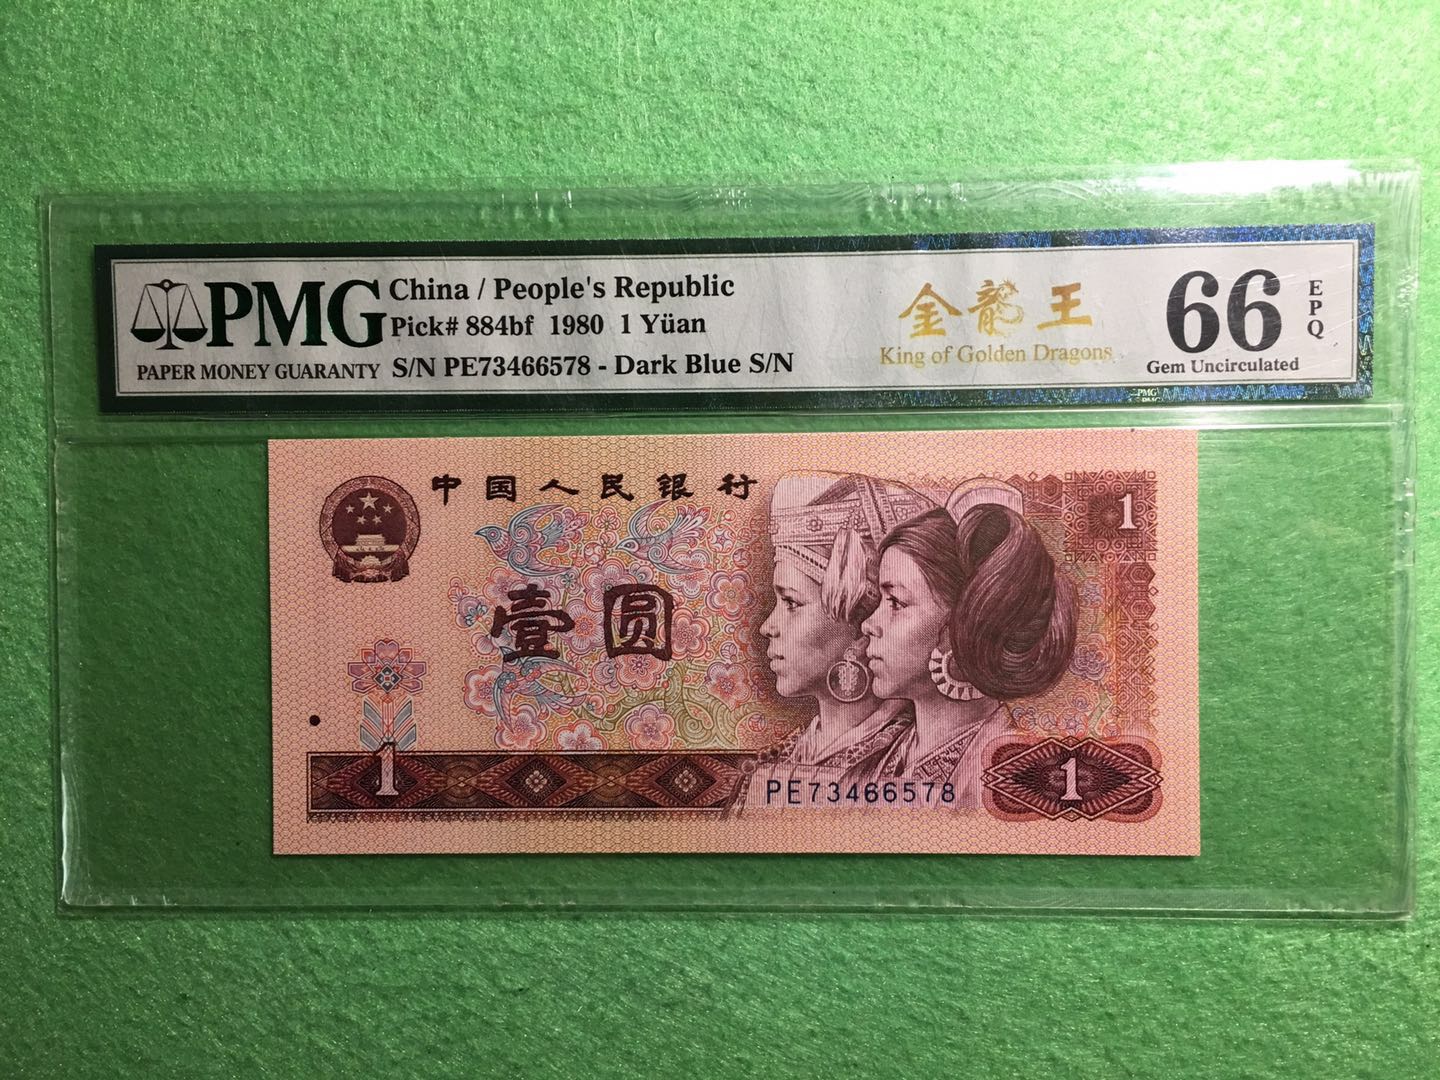 PMG
PAPER MONEY GUARANTY
China / People's Republic
Pick# 884bf 1980 1 Yüan
S/N PE73466578 - Dark Blue S/N
金龍王
King of Golden Dragons
66
EPQ
Gem Uncirculated
PMG
中国人民银行
1
壹圆
1
PE73466578
1